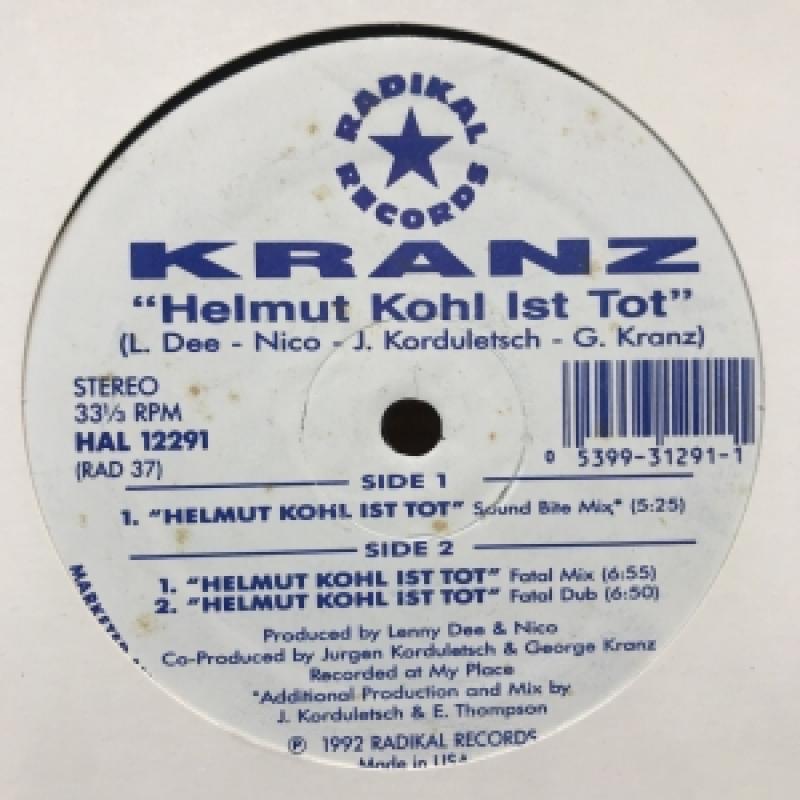 RADIKAL
RECORDS
KRANZ
"Helmut Kohl Ist Tot"
(L. Dee - Nico - J. Korduletsch - G. Kranz)
STEREO
33⅓ RPM
HAL 12291
(RAD 37)
0 5399-31291-1
SIDE 1
1. "HELMUT KOHL IST TOT" Sound Bite Mix* (5:25)
SIDE 2
1. "HELMUT KOHL IST TOT" Fatal Mix (6:55)
2. "HELMUT KOHL IST TOT" Fatal Dub (6:50)
Produced by Lenny Dee & Nico
Co-Produced by Jurgen Korduletsch & George Kranz
Recorded at My Place
*Additional Production and Mix by
J. Korduletsch & E. Thompson
℗ 1992 RADIKAL RECORDS
Made in USA